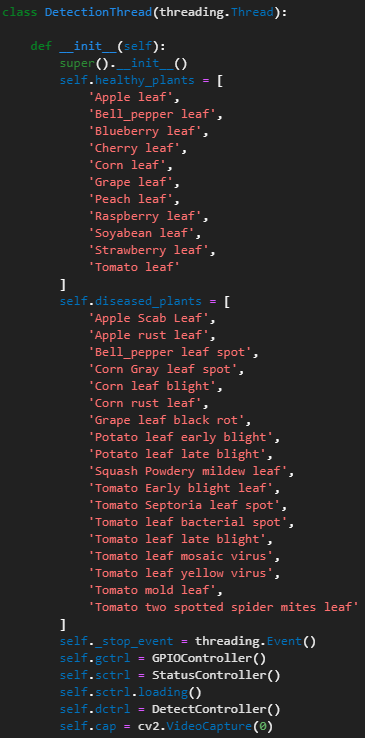 class DetectionThread(threading.Thread):
def __init__(self):
super().__init__()
self.healthy_plants = [
'Apple leaf',
'Bell_pepper leaf',
'Blueberry leaf',
'Cherry leaf',
'Corn leaf',
'Grape leaf',
'Peach leaf',
'Raspberry leaf',
'Soyabean leaf',
'Strawberry leaf',
'Tomato leaf'
]
self.diseased_plants = [
'Apple Scab Leaf',
'Apple rust leaf',
'Bell_pepper leaf spot',
'Corn Gray leaf spot',
'Corn leaf blight',
'Corn rust leaf',
'Grape leaf black rot',
'Potato leaf early blight',
'Potato leaf late blight',
'Squash Powdery mildew leaf',
'Tomato Early blight leaf',
'Tomato Septoria leaf spot',
'Tomato leaf bacterial spot',
'Tomato leaf late blight',
'Tomato leaf mosaic virus',
'Tomato leaf yellow virus',
'Tomato mold leaf',
'Tomato two spotted spider mites leaf'
]
self._stop_event = threading.Event()
self.gctrl = GPIOController()
self.sctrl = StatusController()
self.sctrl.loading()
self.dctrl = DetectController()
self.cap = cv2.VideoCapture(0)